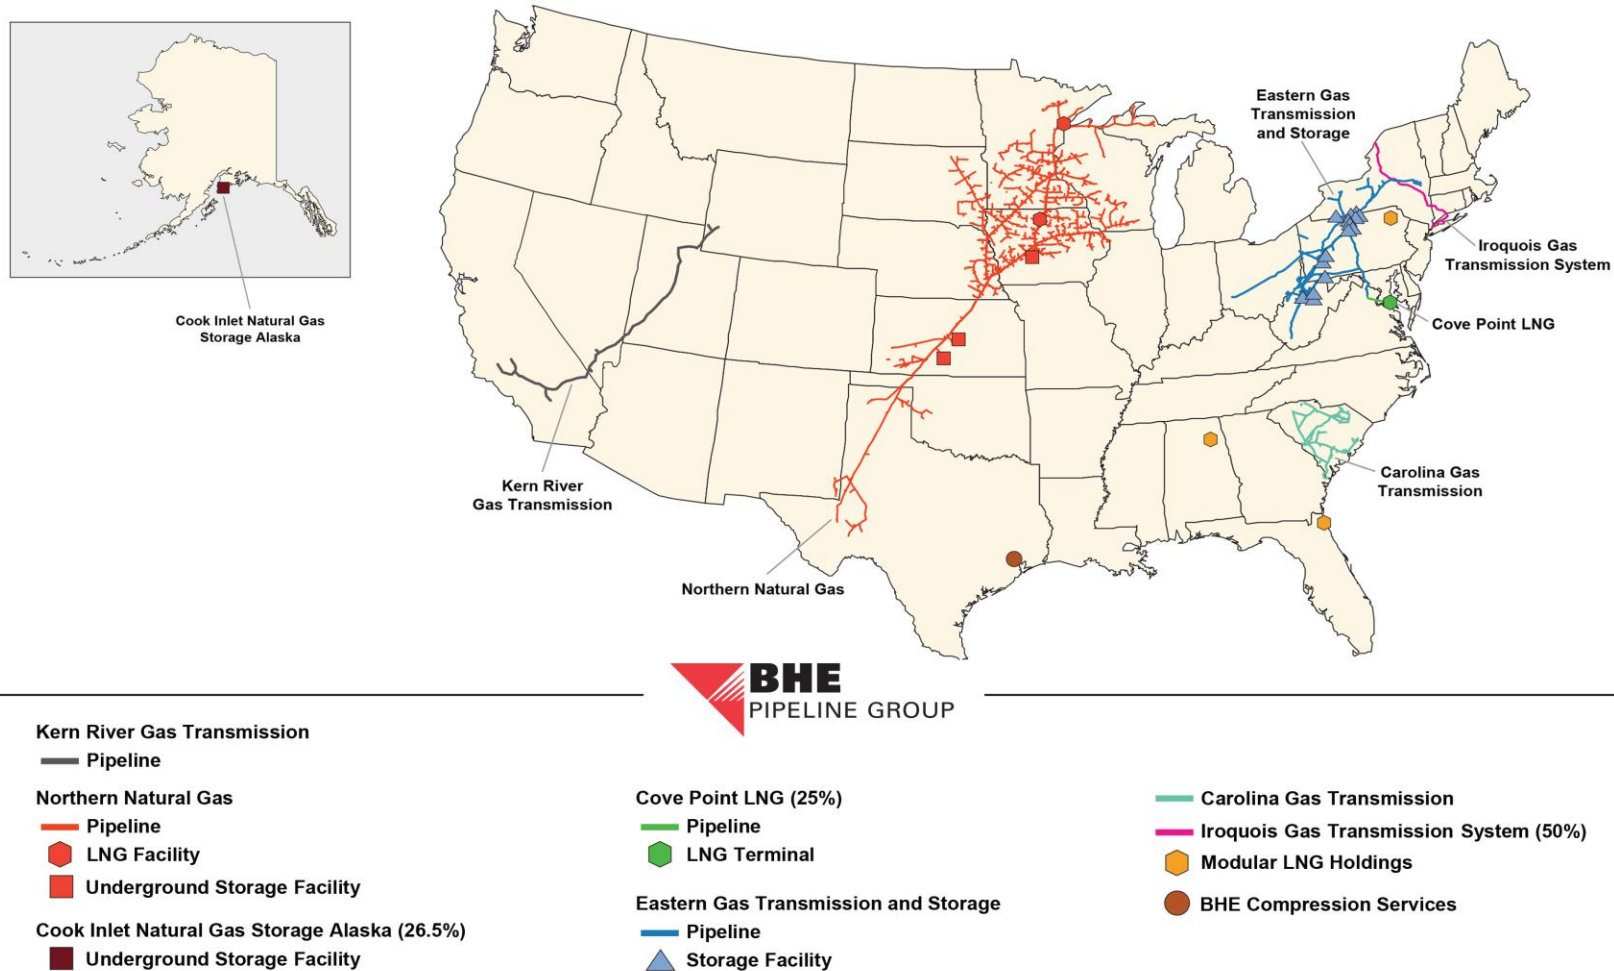 Eastern Gas
Transmission
and Storage
Iroquois Gas
Transmission System
Cook Inlet Natural Gas
Storage Alaska
Cove Point LNG
Kern River
Gas Transmission
Carolina Gas
Transmission
Northern Natural Gas
BHE
PIPELINE GROUP
Kern River Gas Transmission
Pipeline
Northern Natural Gas
Pipeline
LNG Facility
Underground Storage Facility
Cook Inlet Natural Gas Storage Alaska (26.5%)
Underground Storage Facility
Cove Point LNG (25%)
Pipeline
LNG Terminal
Eastern Gas Transmission and Storage
Pipeline
Storage Facility
Carolina Gas Transmission
Iroquois Gas Transmission System (50%)
Modular LNG Holdings
BHE Compression Services